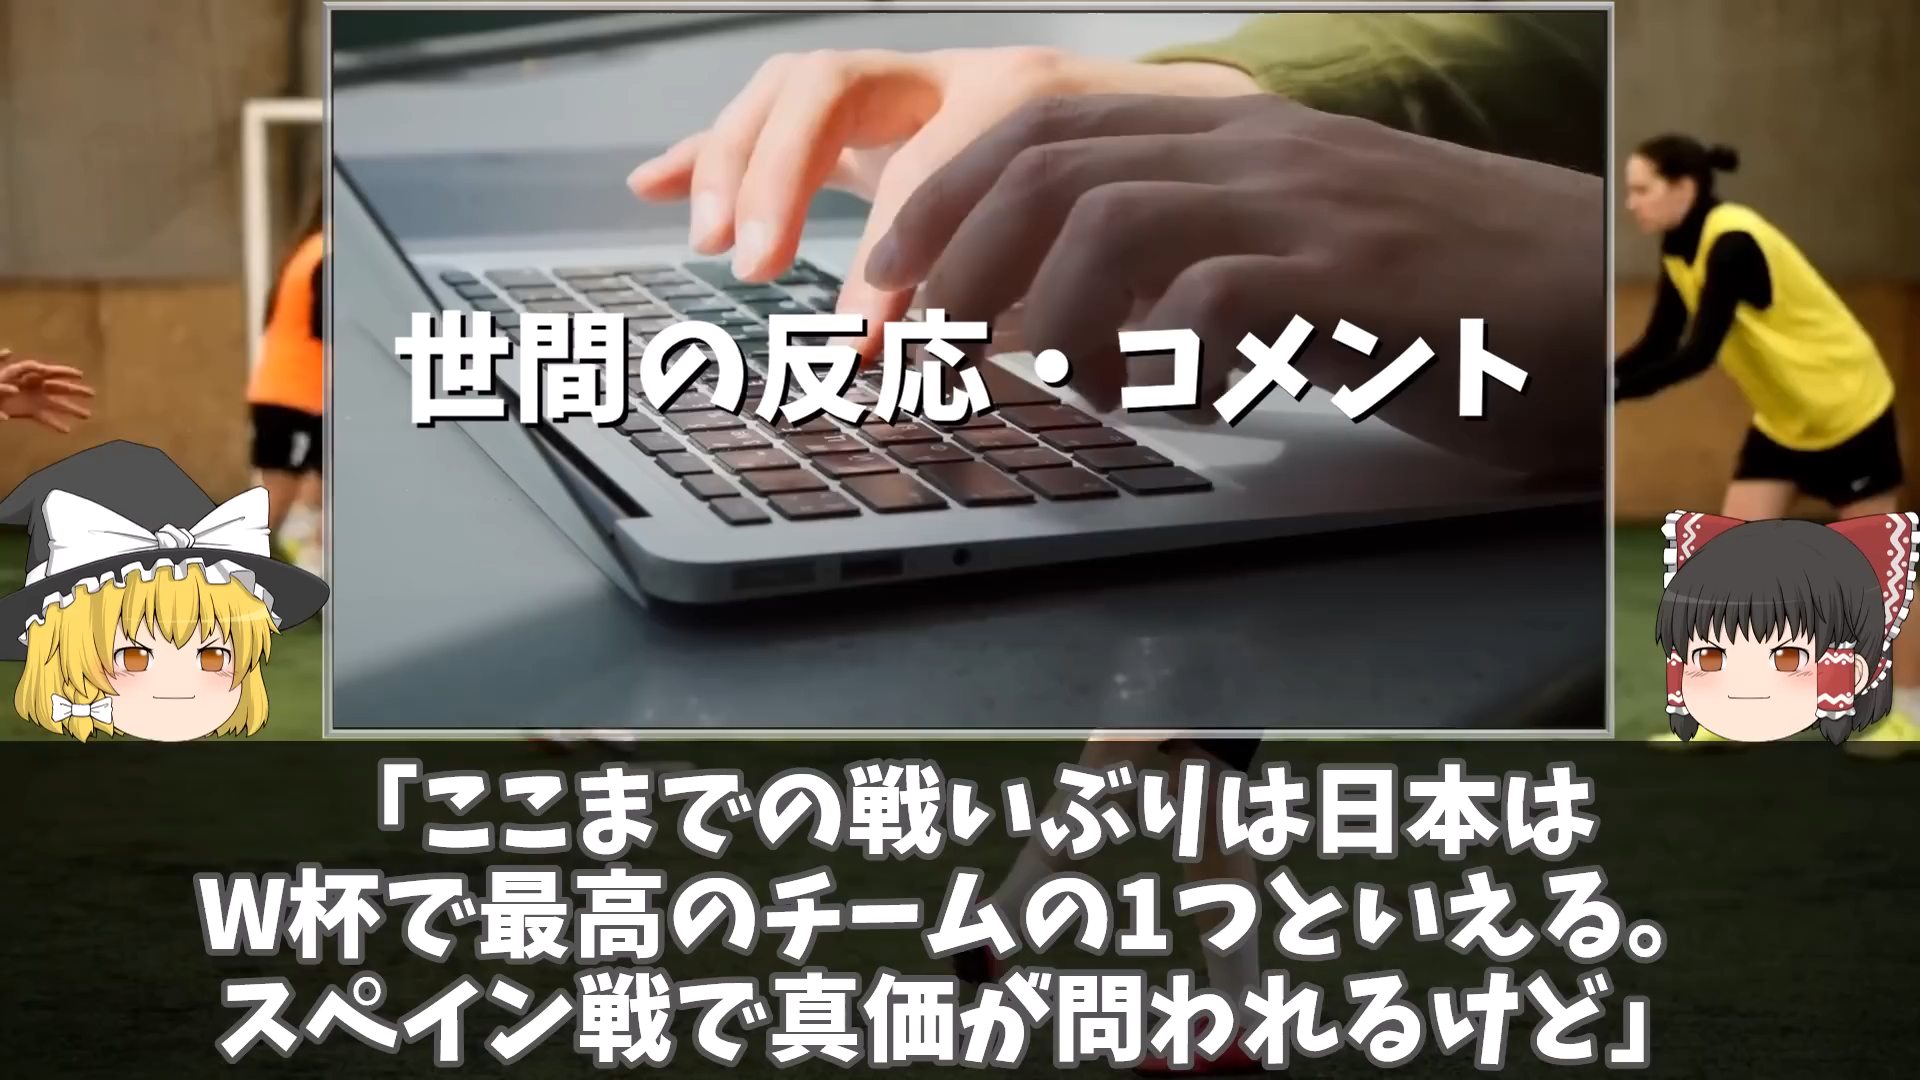 世間の反応・コメント
「ここまでの戦いぶりは日本は
W杯で最高のチームの1つといえる。
スペイン戦で真価が問われるけど」